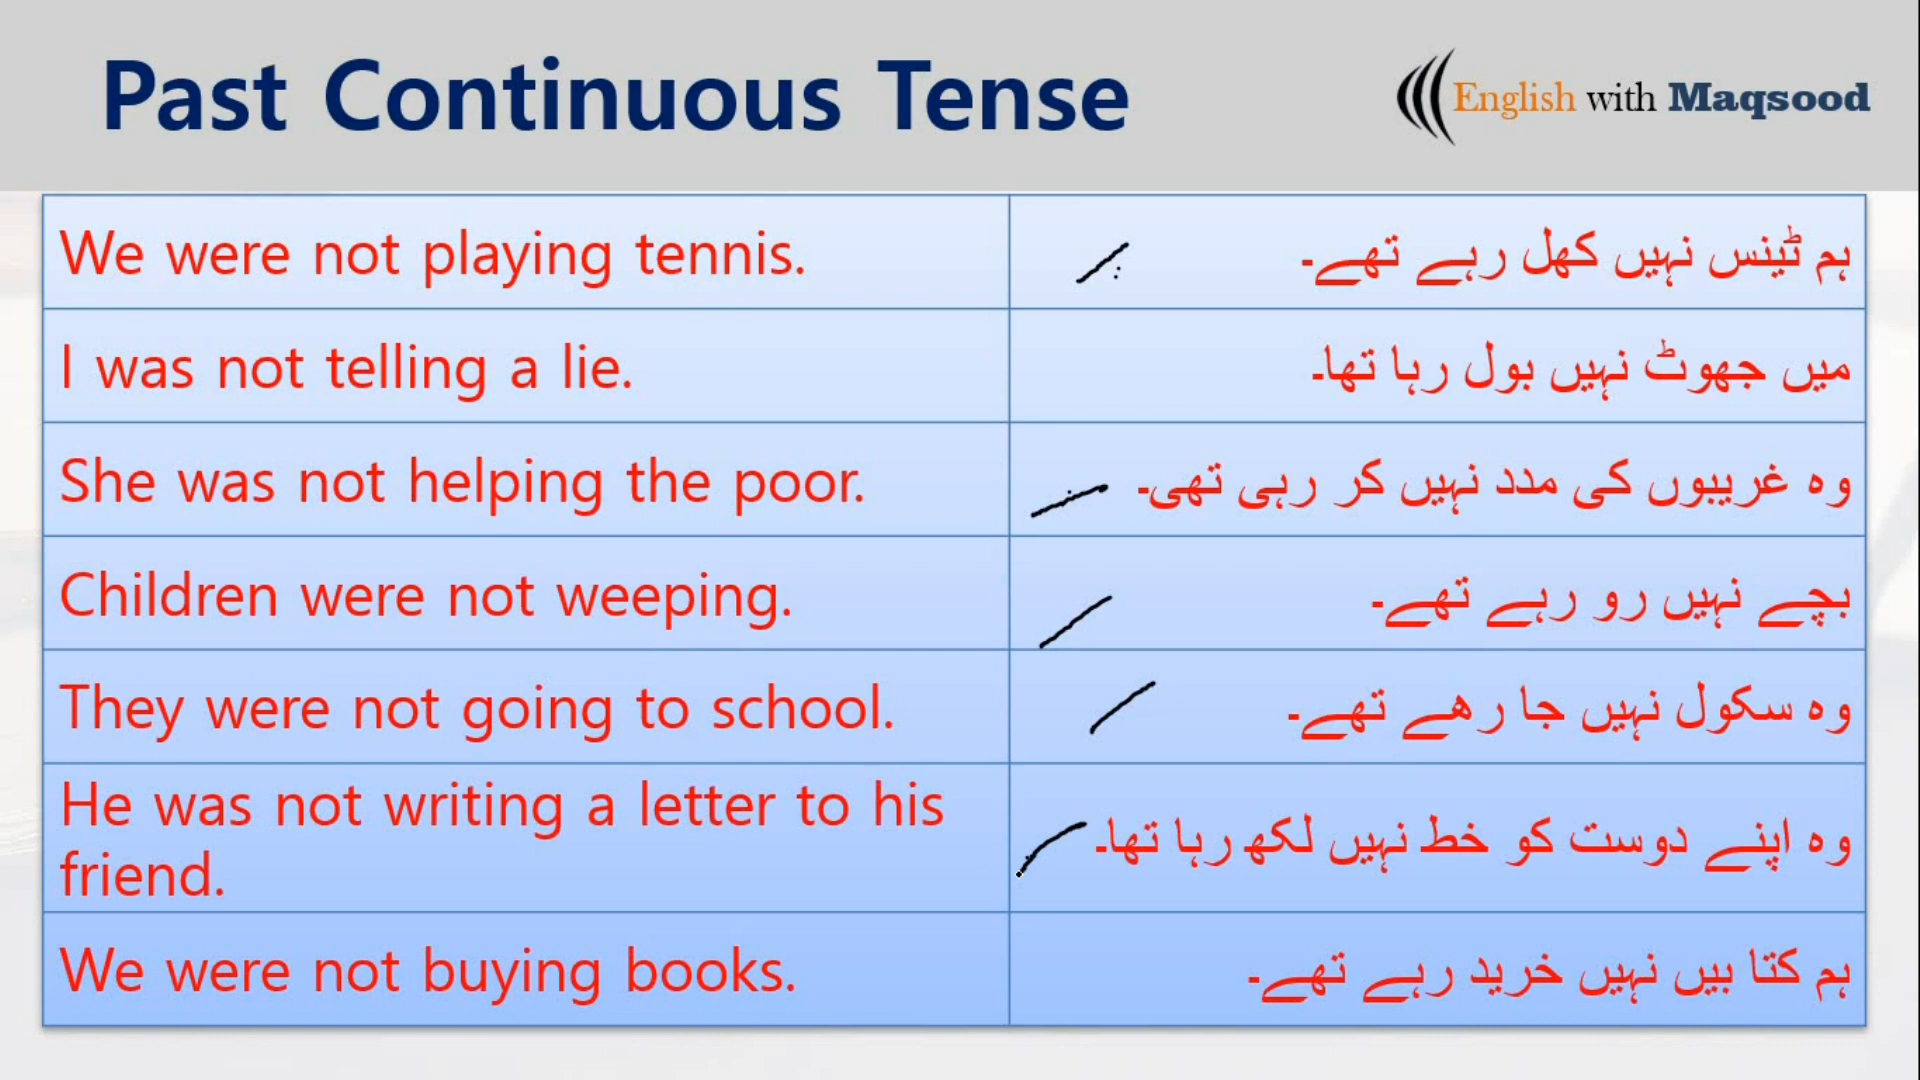 Past Continuous Tense
English with Maqsood
We were not playing tennis.
ہم ٹینس نہیں کھل رہے تھے۔
I was not telling a lie.
میں جھوٹ نہیں بول رہا تھا۔
She was not helping the poor.
وہ غریبوں کی مدد نہیں کر رہی تھی۔
Children were not weeping.
بچے نہیں رو رہے تھے۔
They were not going to school.
وہ سکول نہیں جا رھے تھے۔
He was not writing a letter to his
friend.
وہ اپنے دوست کو خط نہیں لکھ رہا تھا۔
We were not buying books.
ہم کتا بیں نہیں خرید رہے تھے۔